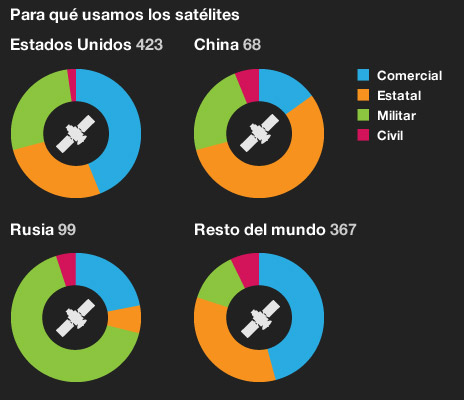 Para qué usamos los satélites
Estados Unidos 423
China 68
Comercial
Estatal
Militar
Civil
Rusia 99
Resto del mundo 367